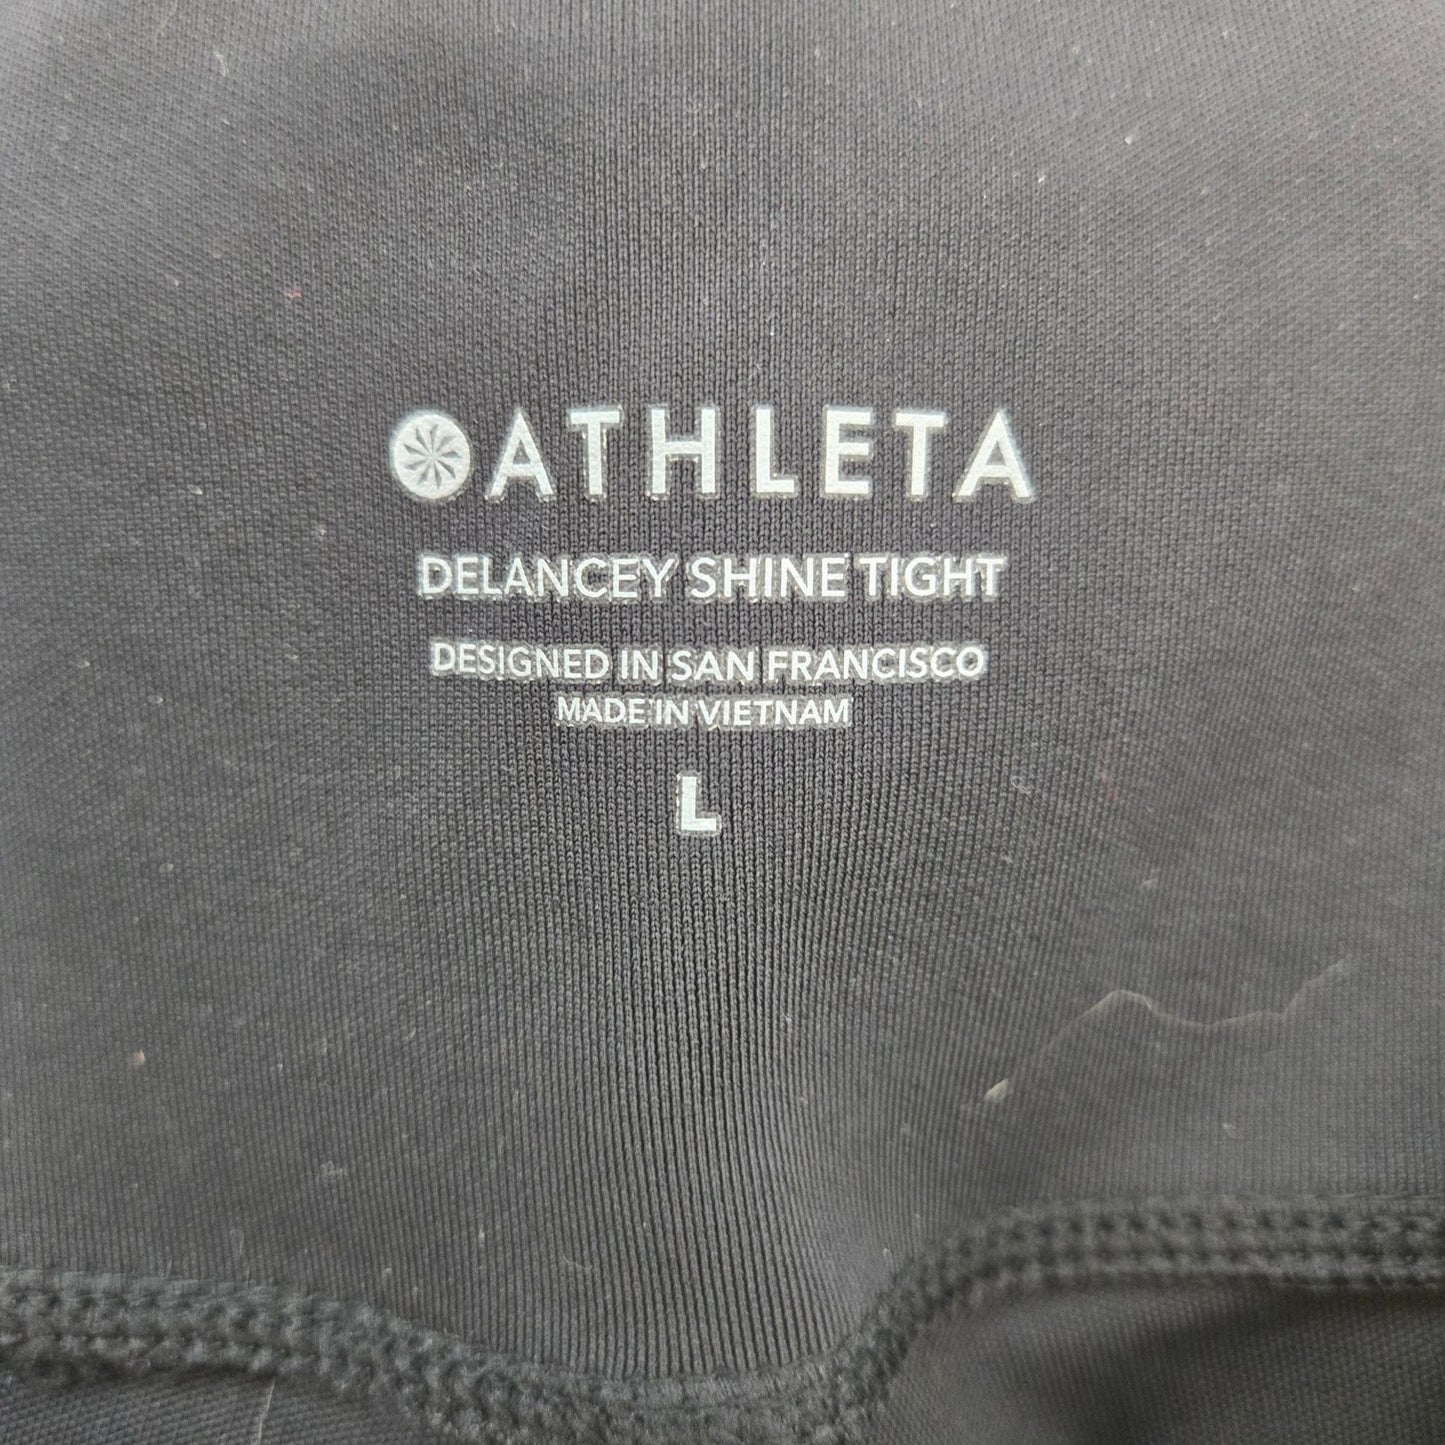 ATHLETA
DELANCEY SHINE TIGHT
DESIGNED IN SAN FRANCISCO
MADE IN VIETNAM
L